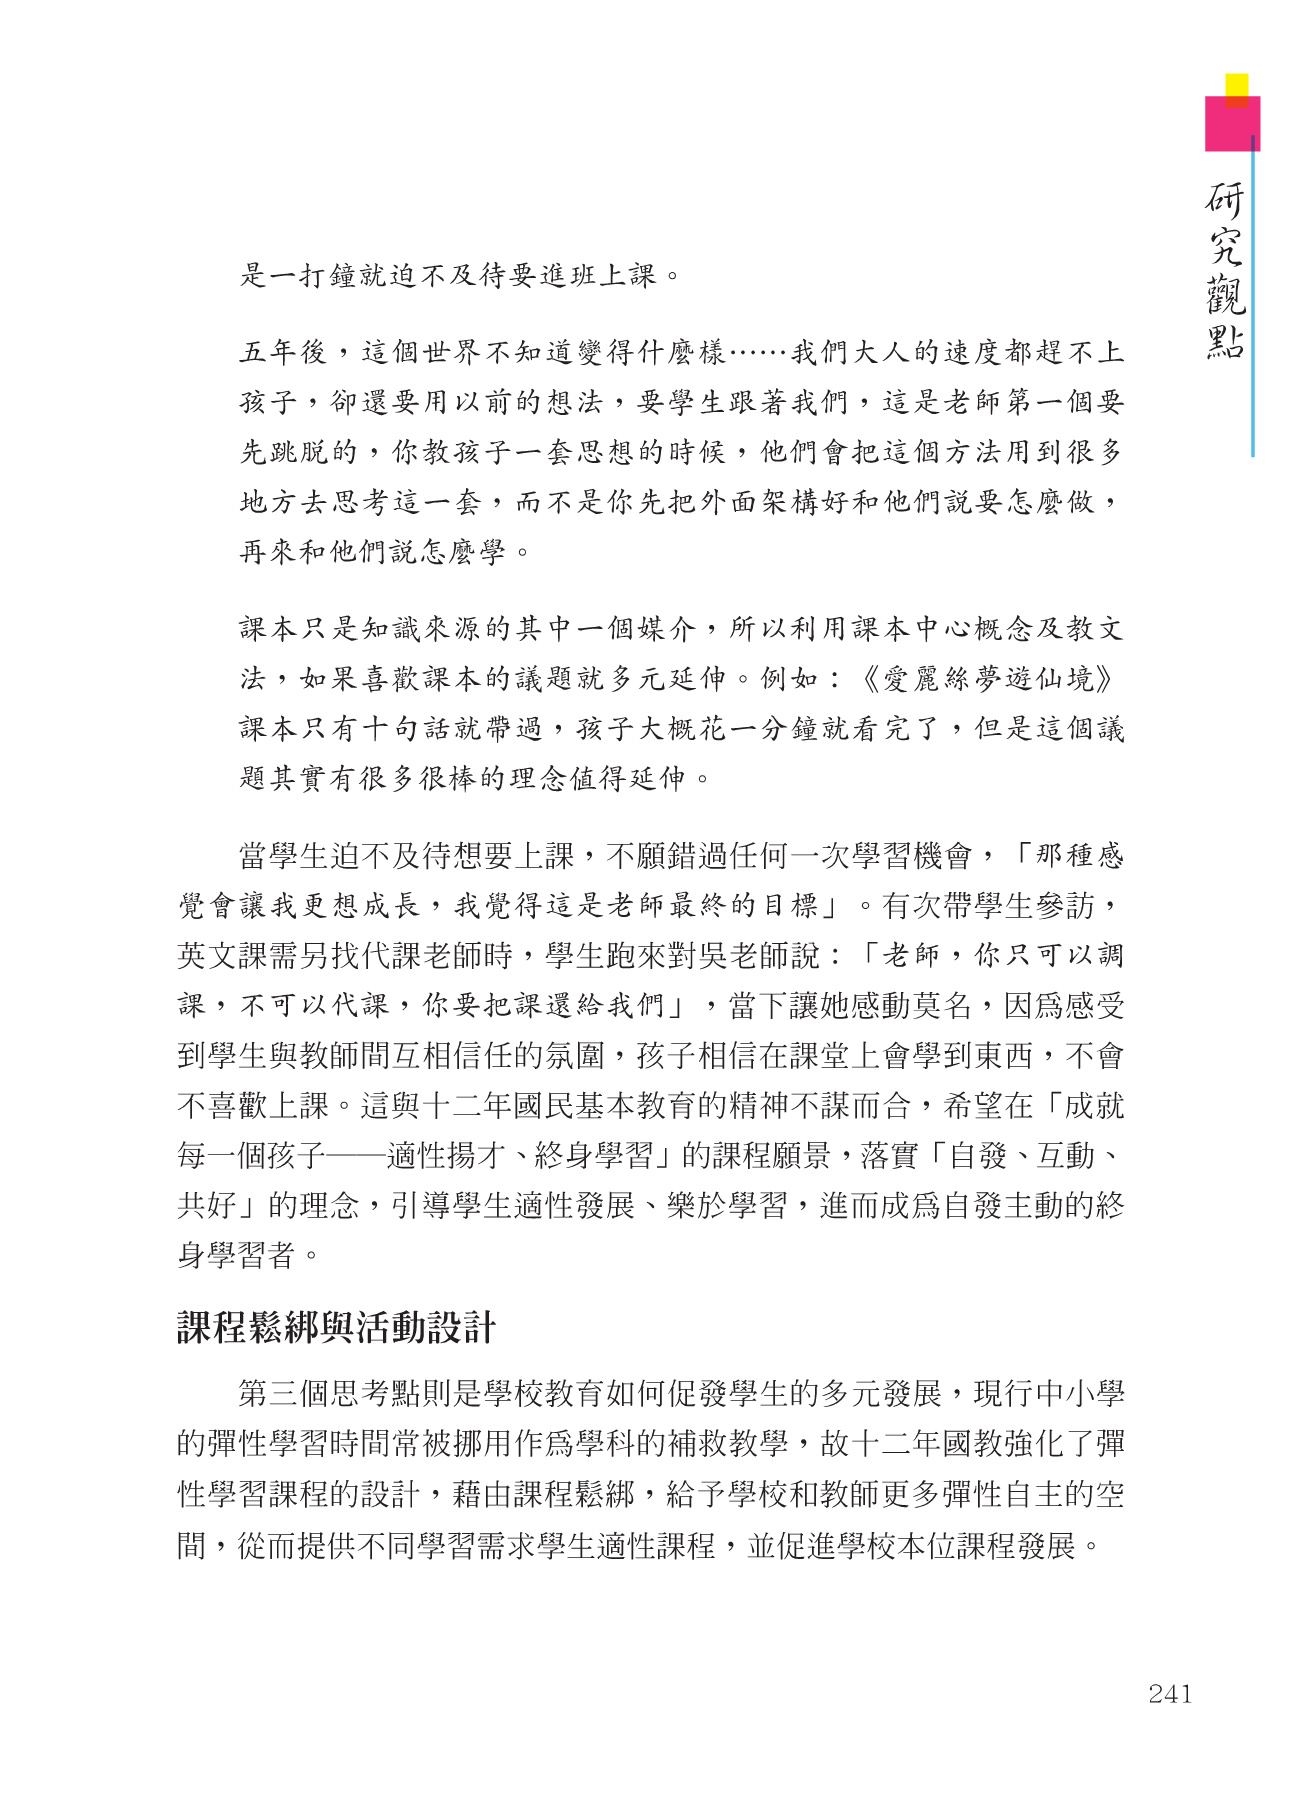 研究觀點
是一打鐘就迫不及待要進班上課。
五年後，這個世界不知道變得什麼樣⋯⋯我們大人的速度都趕不上
孩子，卻還要用以前的想法，要學生跟著我們，這是老師第一個要
先跳脫的，你教孩子一套思想的時候，他們會把這個方法用到很多
地方去思考這一套，而不是你先把外面架構好和他們說要怎麼做，
再來和他們說怎麼學。
課本只是知識來源的其中一個媒介，所以利用課本中心概念及教文
法，如果喜歡課本的議題就多元延伸。例如：《愛麗絲夢遊仙境》
課本只有十句話就帶過，孩子大概花一分鐘就看完了，但是這個議
題其實有很多很棒的理念值得延伸。
當學生迫不及待想要上課，不願錯過任何一次學習機會，「那種感
覺會讓我更想成長，我覺得這是老師最終的目標」。有次帶學生參訪，
英文課需另找代課老師時，學生跑來對吳老師說：「老師，你只可以調
課，不可以代課，你要把課還給我們」，當下讓她感動莫名，因為感受
到學生與教師間互相信任的氛圍，孩子相信在課堂上會學到東西，不會
不喜歡上課。這與十二年國民基本教育的精神不謀而合，希望在「成就
每一個孩子——適性揚才、終身學習」的課程願景，落實「自發、互動、
共好」的理念，引導學生適性發展、樂於學習，進而成為自發主動的終
身學習者。
課程鬆綁與活動設計
第三個思考點則是學校教育如何促發學生的多元發展，現行中小學
的彈性學習時間常被挪用作為學科的補救教學，故十二年國教強化了彈
性學習課程的設計，藉由課程鬆綁，給予學校和教師更多彈性自主的空
間，從而提供不同學習需求學生適性課程，並促進學校本位課程發展。
241